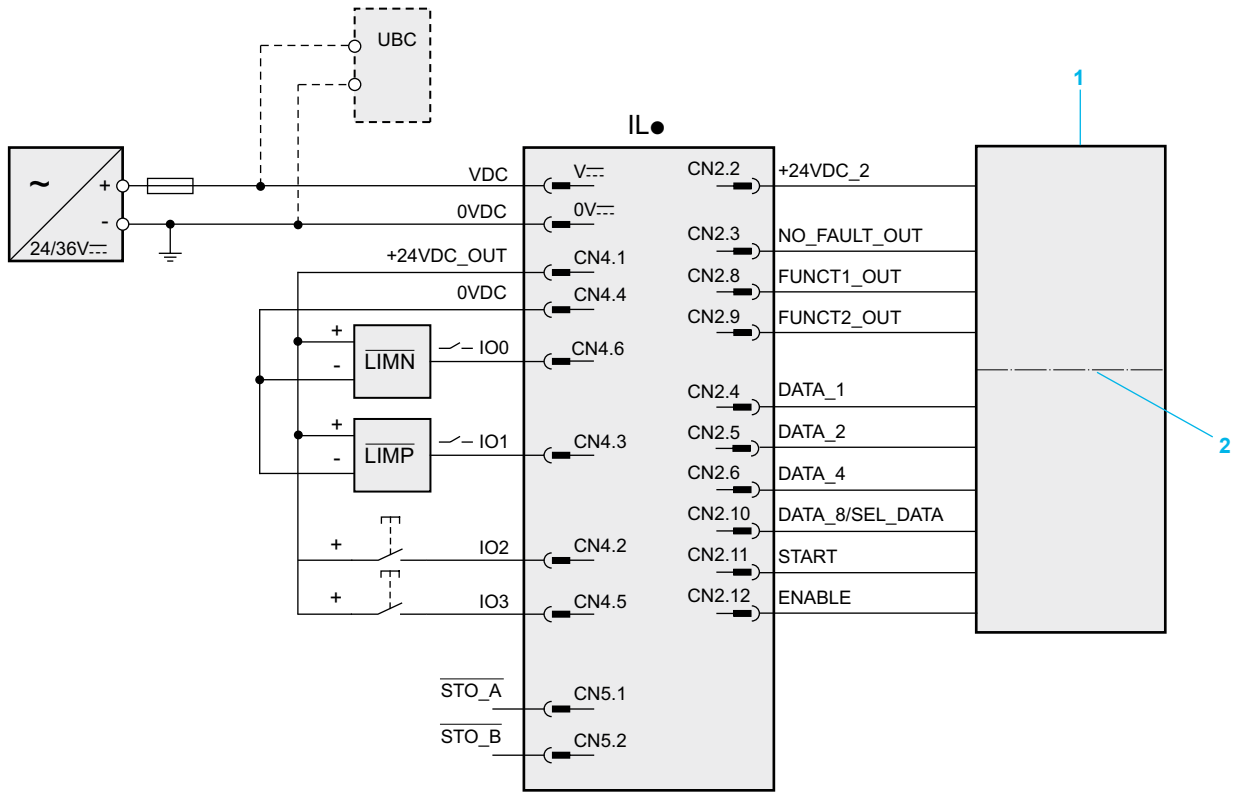 UBC
1
IL●
~
+
-
24/36V⎓
VDC
V⎓
0VDC
0V⎓
+24VDC_OUT
CN4.1
0VDC
CN4.4
+
-
LIMN
IO0
CN4.6
+
-
LIMP
IO1
CN4.3
+
IO2
CN4.2
+
IO3
CN4.5
STO_A
CN5.1
STO_B
CN5.2
CN2.2
+24VDC_2
CN2.3
NO_FAULT_OUT
CN2.8
FUNCT1_OUT
CN2.9
FUNCT2_OUT
CN2.4
DATA_1
CN2.5
DATA_2
CN2.6
DATA_4
CN2.10
DATA_8/SEL_DATA
CN2.11
START
CN2.12
ENABLE
2